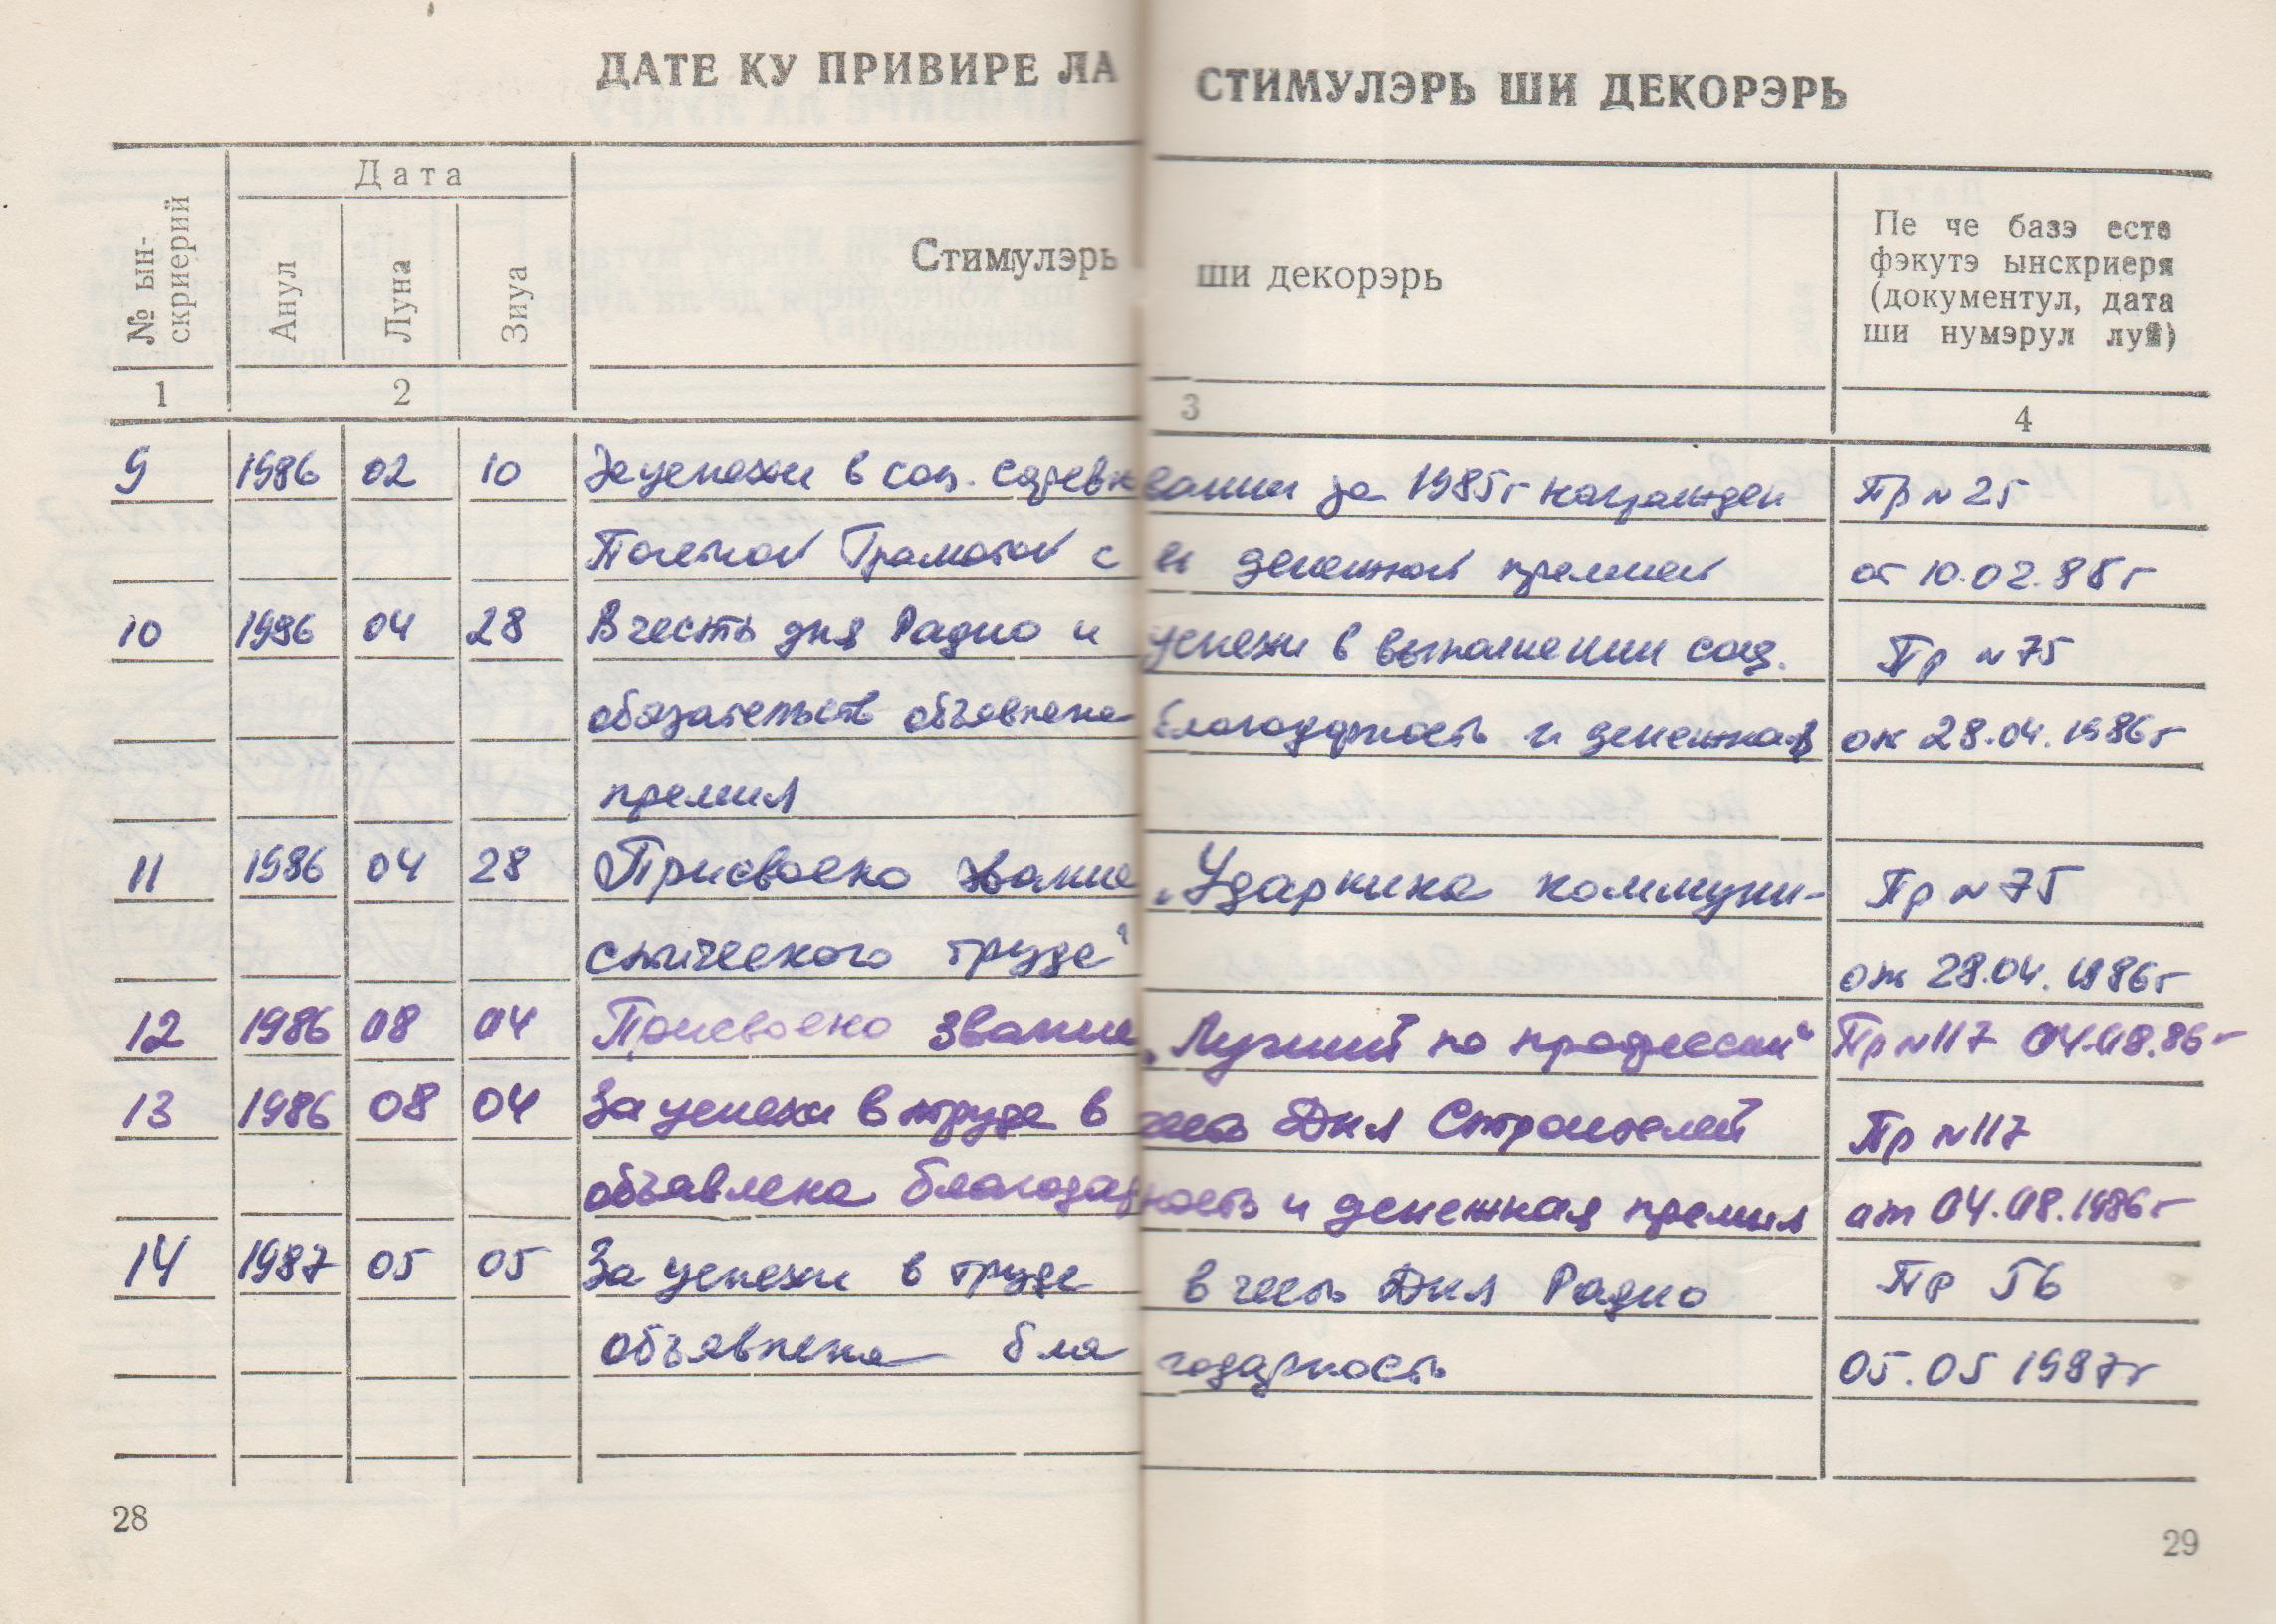 ДАТЕ КУ ПРИВИРЕ ЛА СТИМУЛЭРЬ ШИ ДЕКОРЭРЬ
№ ын-
скриерий
Дата
Анул Луна Зиуа
Стимулэрь ши декорэрь
Пе че базэ есте
фэкутэ ынскриеря
(документул, дата
ши нумэрул луй)
1 2 3 4
9 1986 02 10 За успехи в соц. соревновании за 1985г награжден Пр N 25
Почетной Грамотой с и денежной премией от 10.02.86г
10 1986 04 28 В честь дня Радио и успехи в выполнении соц. Пр N 75
обязательств объявлена благодарность и денежная от 28.04.1986г
премия
11 1986 04 28 Присвоено звание „Ударника коммуни- Пр N 75
стического труда" от 28.04.1986г
12 1986 08 04 Присвоено звание „Лучший по профессии" Пр N 117 04.08.86г
13 1986 08 04 За успехи в труде в честь Дня Строителей Пр N 117
объявлена благодарность и денежная премия от 04.08.1986г
14 1987 05 05 За успехи в труде в честь Дня Радио Пр 56
объявлена благодарность 05.05 1987г
28 29